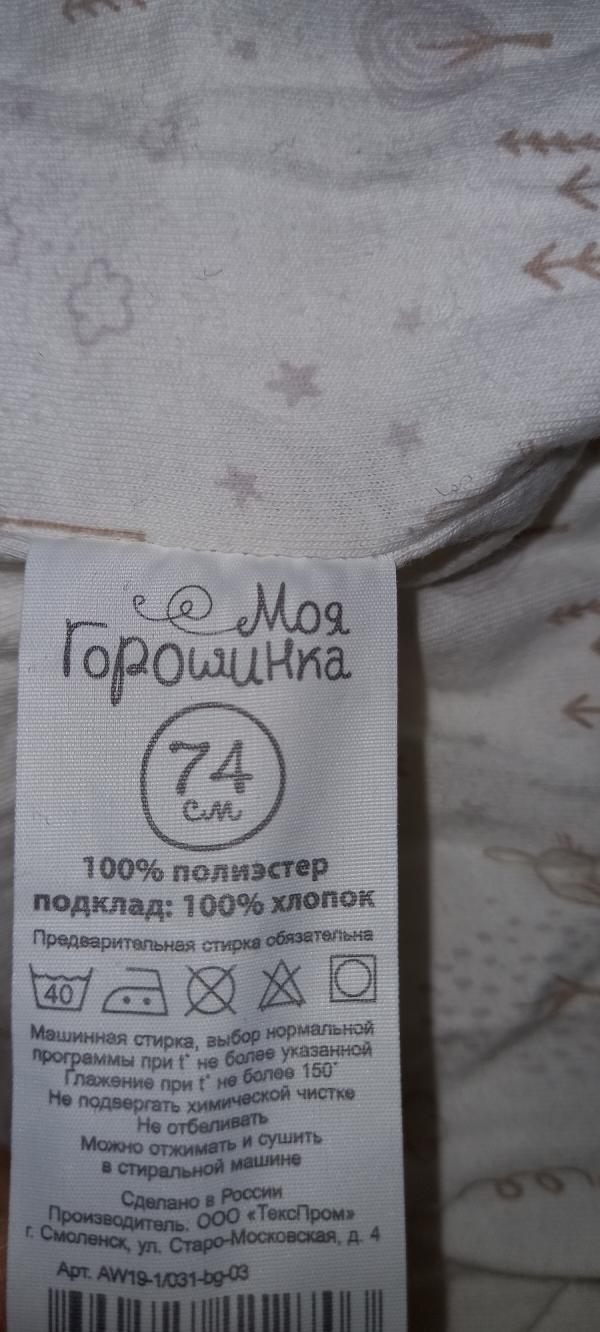 Моя
Горошинка
74
см
100% полиэстер
подклад: 100% хлопок
Предварительная стирка обязательна
40
Машинная стирка, выбор нормальной
программы при t° не более указанной
Глажение при t° не более 150°
Не подвергать химической чистке
Не отбеливать
Можно отжимать и сушить
в стиральной машине
Сделано в России
Производитель. ООО «ТексПром»
г. Смоленск, ул. Старо-Московская, д. 4
Арт. AW19-1/031-bg-03